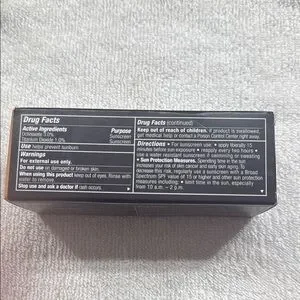 Drug Facts
Active Ingredients Purpose
Octinoxate 3.0% Sunscreen
Titanium Dioxide 1.0% Sunscreen
Use helps prevent sunburn
Warnings
For external use only.
Do not use on damaged or broken skin.
When using this product keep out of eyes. Rinse with
water to remove.
Stop use and ask a doctor if rash occurs.
Drug Facts (continued)
Keep out of reach of children. If product is swallowed,
get medical help or contact a Poison Control Center right away.
Directions • For sunscreen use: • apply liberally 15
minutes before sun exposure • reapply every two hours •
use a water resistant sunscreen if swimming or sweating
• Sun Protection Measures. Spending time in the sun
increases your risk of skin cancer and early skin aging. To
decrease this risk, regularly use a sunscreen with a Broad
Spectrum SPF value of 15 or higher and other sun protection
measures including: • limit time in the sun, especially
from 10 a.m. – 2 p.m.